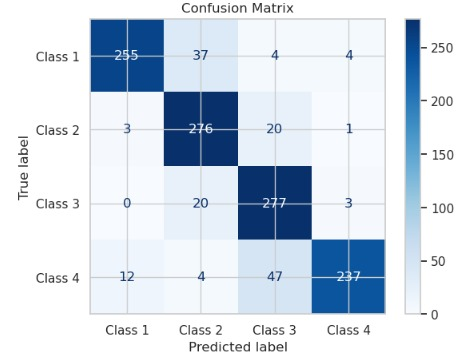 Confusion Matrix
Class 1 255 37 4 4
Class 2 3 276 20 1
Class 3 0 20 277 3
Class 4 12 4 47 237
Class 1 Class 2 Class 3 Class 4
Predicted label
True label
250
200
150
100
50
0